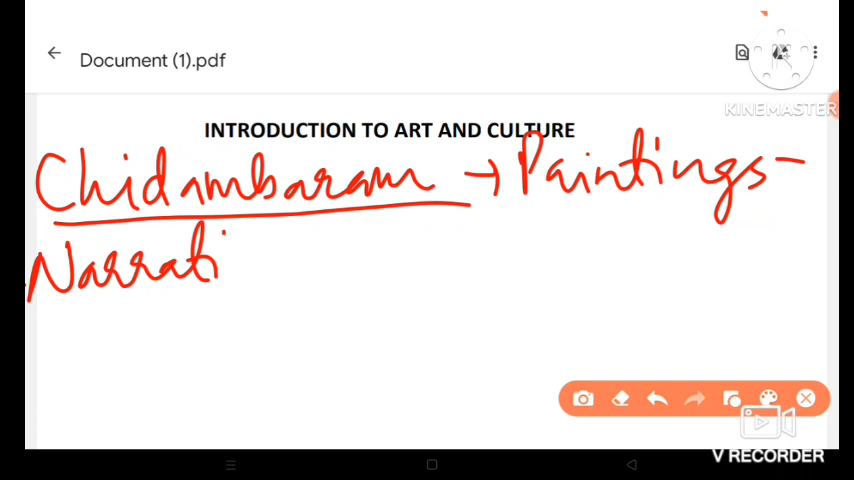 Document (1).pdf
KINEMASTER
INTRODUCTION TO ART AND CULTURE
Chidambaram → Paintings -
Narrati
V RECORDER